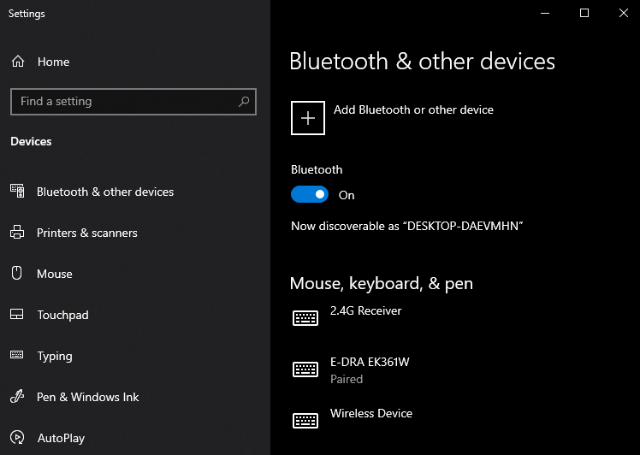 Settings
Home
Find a setting
Devices
Bluetooth & other devices
Printers & scanners
Mouse
Touchpad
Typing
Pen & Windows Ink
AutoPlay
Bluetooth & other devices
Add Bluetooth or other device
Bluetooth
On
Now discoverable as “DESKTOP-DAEVMHN”
Mouse, keyboard, & pen
2.4G Receiver
E-DRA EK361W
Paired
Wireless Device